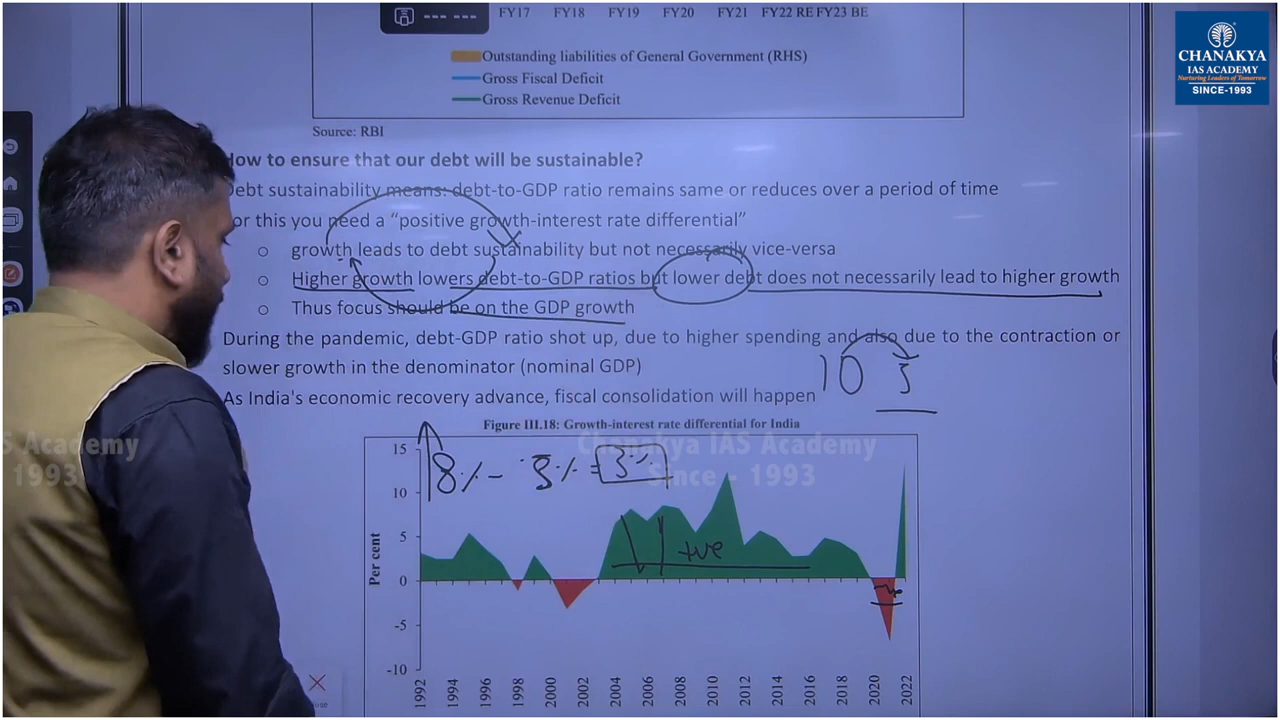 FY17 FY18 FY19 FY20 FY21 FY22 RE FY23 BE
Outstanding liabilities of General Government (RHS)
Gross Fiscal Deficit
Gross Revenue Deficit
Source: RBI
CHANAKYA
IAS ACADEMY
Nurturing Leaders of Tomorrow
SINCE-1993
How to ensure that our debt will be sustainable?
Debt sustainability means: debt-to-GDP ratio remains same or reduces over a period of time
or this you need a “positive growth-interest rate differential”
o growth leads to debt sustainability but not necessarily vice-versa
o Higher growth lowers debt-to-GDP ratios but lower debt does not necessarily lead to higher growth
o Thus focus should be on the GDP growth
During the pandemic, debt-GDP ratio shot up, due to higher spending and also due to the contraction or
slower growth in the denominator (nominal GDP)
10
As India's economic recovery advance, fiscal consolidation will happen
Figure III.18: Growth-interest rate differential for India
S Academy
1993
Chanakya IAS Academy
Since - 1993
8% - 3% = 3%
+ve
Per cent
15
10
5
0
-5
-10
1992 1994 1996 1998 2000 2002 2004 2006 2008 2010 2012 2014 2016 2018 2020 2022